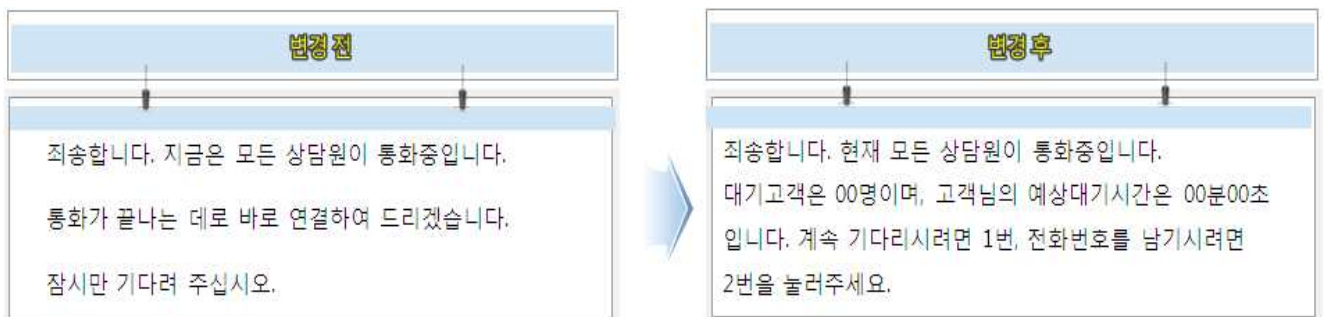 변경 전
죄송합니다. 지금은 모든 상담원이 통화중입니다.
통화가 끝나는 데로 바로 연결하여 드리겠습니다.
잠시만 기다려 주십시오.
변경 후
죄송합니다. 현재 모든 상담원이 통화중입니다.
대기고객은 00명이며, 고객님의 예상대기시간은 00분00초
입니다. 계속 기다리시려면 1번, 전화번호를 남기시려면
2번을 눌러주세요.